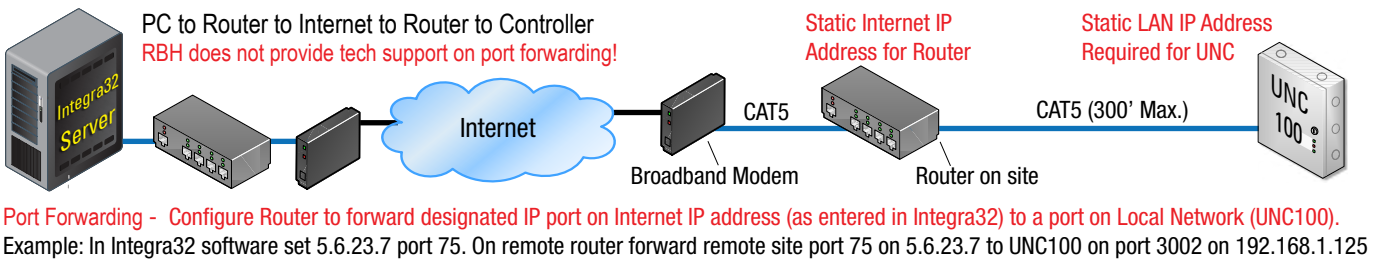 PC to Router to Internet to Router to Controller
RBH does not provide tech support on port forwarding!
Static Internet IP
Address for Router
Static LAN IP Address
Required for UNC
Integra32
Server
Internet
CAT5
CAT5 (300' Max.)
UNC
100
Broadband Modem
Router on site
Port Forwarding - Configure Router to forward designated IP port on Internet IP address (as entered in Integra32) to a port on Local Network (UNC100).
Example: In Integra32 software set 5.6.23.7 port 75. On remote router forward remote site port 75 on 5.6.23.7 to UNC100 on port 3002 on 192.168.1.125